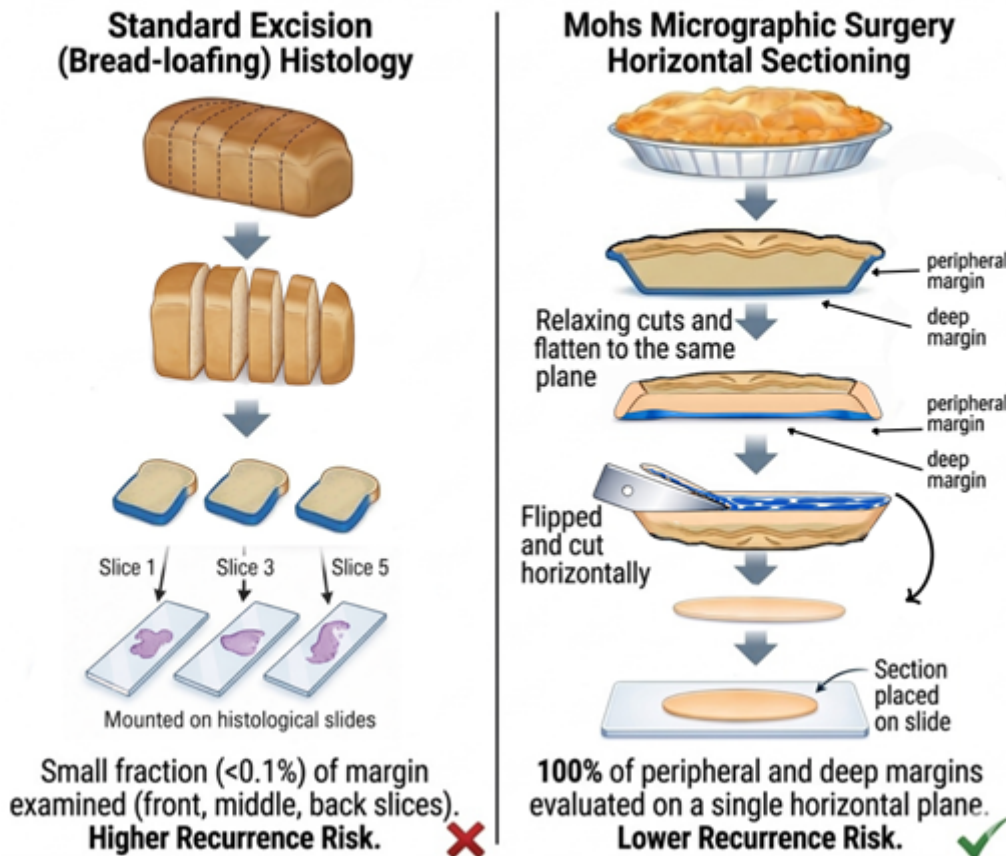 Standard Excision
(Bread-loafing) Histology
Slice 1
Slice 3
Slice 5
Mounted on histological slides
Small fraction (<0.1%) of margin
examined (front, middle, back slices).
Higher Recurrence Risk.
Mohs Micrographic Surgery
Horizontal Sectioning
peripheral
margin
deep
margin
Relaxing cuts and
flatten to the same
plane
peripheral
margin
deep
margin
Flipped
and cut
horizontally
Section
placed
on slide
100% of peripheral and deep margins
evaluated on a single horizontal plane.
Lower Recurrence Risk.